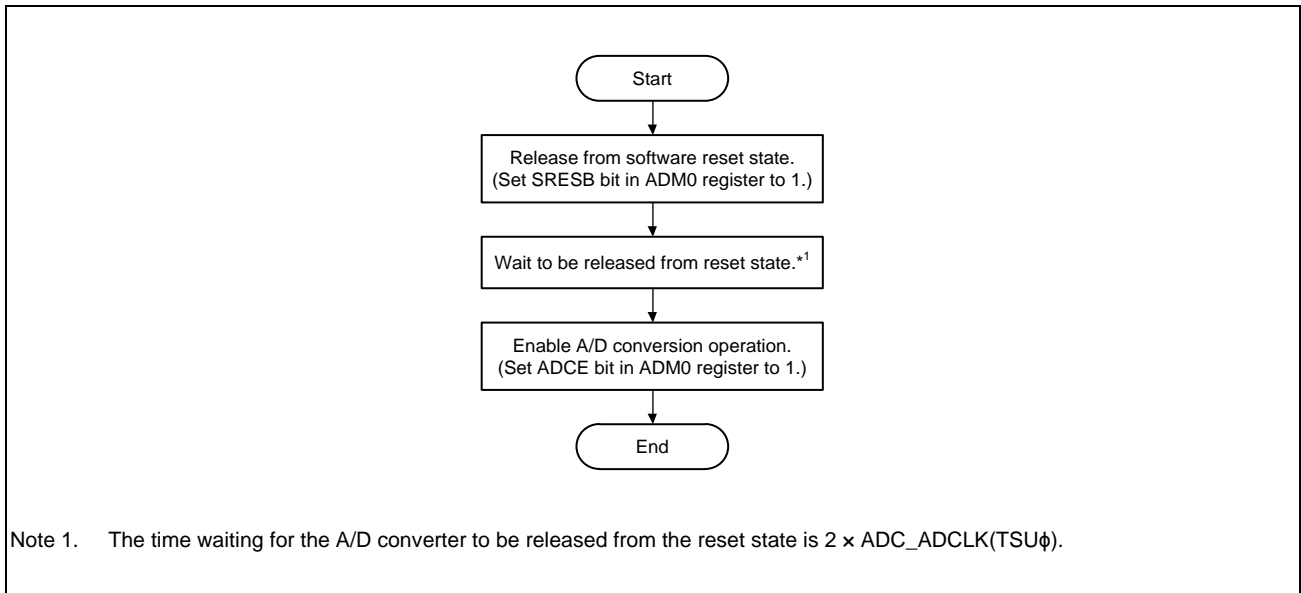 Start
Release from software reset state.
(Set SRESB bit in ADM0 register to 1.)
Wait to be released from reset state.*1
Enable A/D conversion operation.
(Set ADCE bit in ADM0 register to 1.)
End
Note 1. The time waiting for the A/D converter to be released from the reset state is 2 × ADC_ADCLK(TSUϕ).